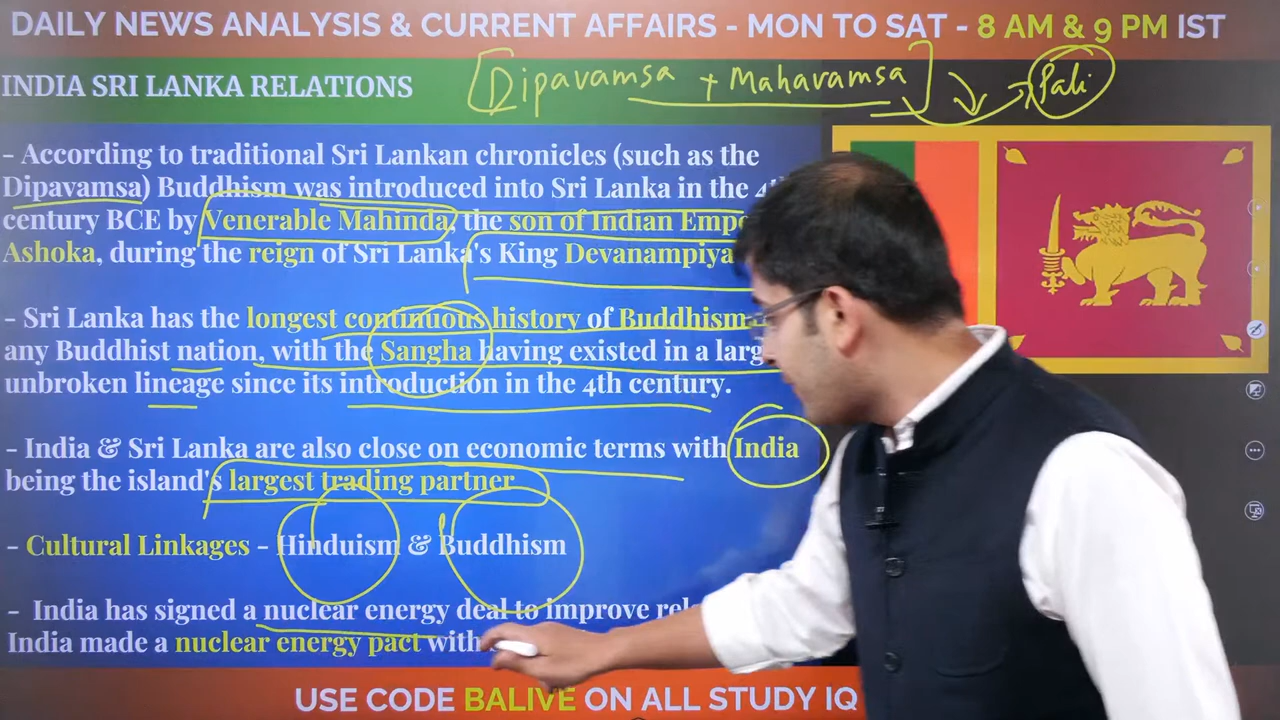 DAILY NEWS ANALYSIS & CURRENT AFFAIRS - MON TO SAT - 8 AM & 9 PM IST
INDIA SRI LANKA RELATIONS
[Dipavamsa + Mahavamsa] Pali
- According to traditional Sri Lankan chronicles (such as the
Dipavamsa) Buddhism was introduced into Sri Lanka in the
century BCE by Venerable Mahinda, the son of Indian
Ashoka, during the reign of Sri Lanka's King
- Sri Lanka has the longest continuous history of Buddhism
any Buddhist nation, with the Sangha having existed in a
unbroken lineage since its introduction in the 4th century.
- India & Sri Lanka are also close on economic terms with India
being the island's largest trading partner
- Cultural Linkages - Hinduism & Buddhism
- India has signed a nuclear energy deal to improve
India made a nuclear energy pact with
USE CODE BALIVE ON ALL STUDY IQ